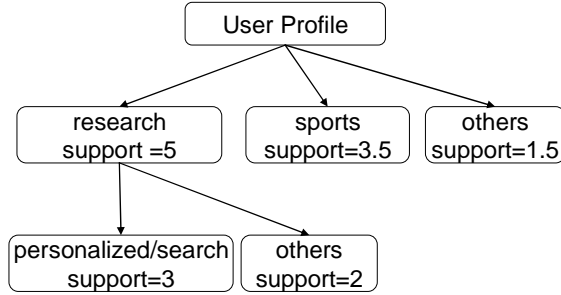 User Profile
research
support =5
sports
support=3.5
others
support=1.5
personalized/search
support=3
others
support=2